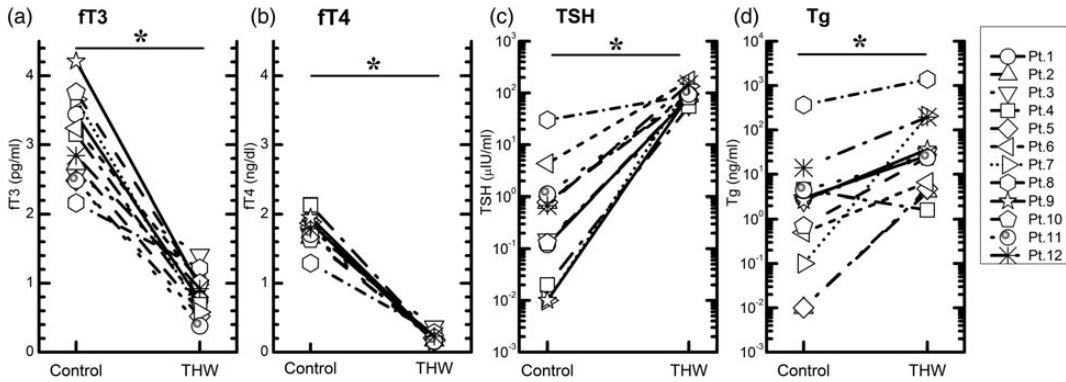 (a) fT3
*
fT3 (pg/ml)
4
3
2
1
0
Control THW
(b) fT4
*
fT4 (ng/dl)
4
3
2
1
0
Control THW
(c) TSH
*
TSH (μIU/ml)
10³
10²
10¹
10⁰
10⁻¹
10⁻²
10⁻³
Control THW
(d) Tg
*
Tg (ng/ml)
10⁴
10³
10²
10¹
10⁰
10⁻¹
10⁻²
10⁻³
Control THW
Pt.1
Pt.2
Pt.3
Pt.4
Pt.5
Pt.6
Pt.7
Pt.8
Pt.9
Pt.10
Pt.11
Pt.12